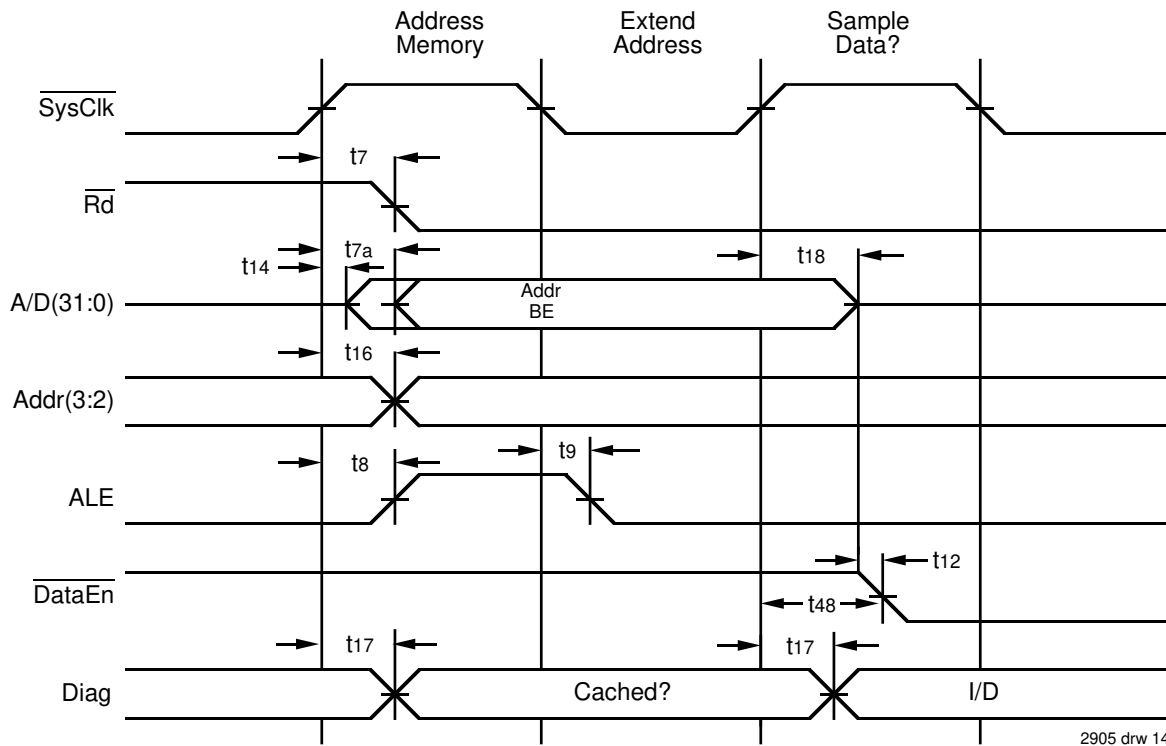 Address
Memory
Extend
Address
Sample
Data?
SysClk
t7
Rd
t7a
t14
t18
A/D(31:0)
Addr
BE
t16
Addr(3:2)
t8
t9
ALE
t12
DataEn
t48
t17
t17
Diag
Cached?
I/D
2905 drw 14